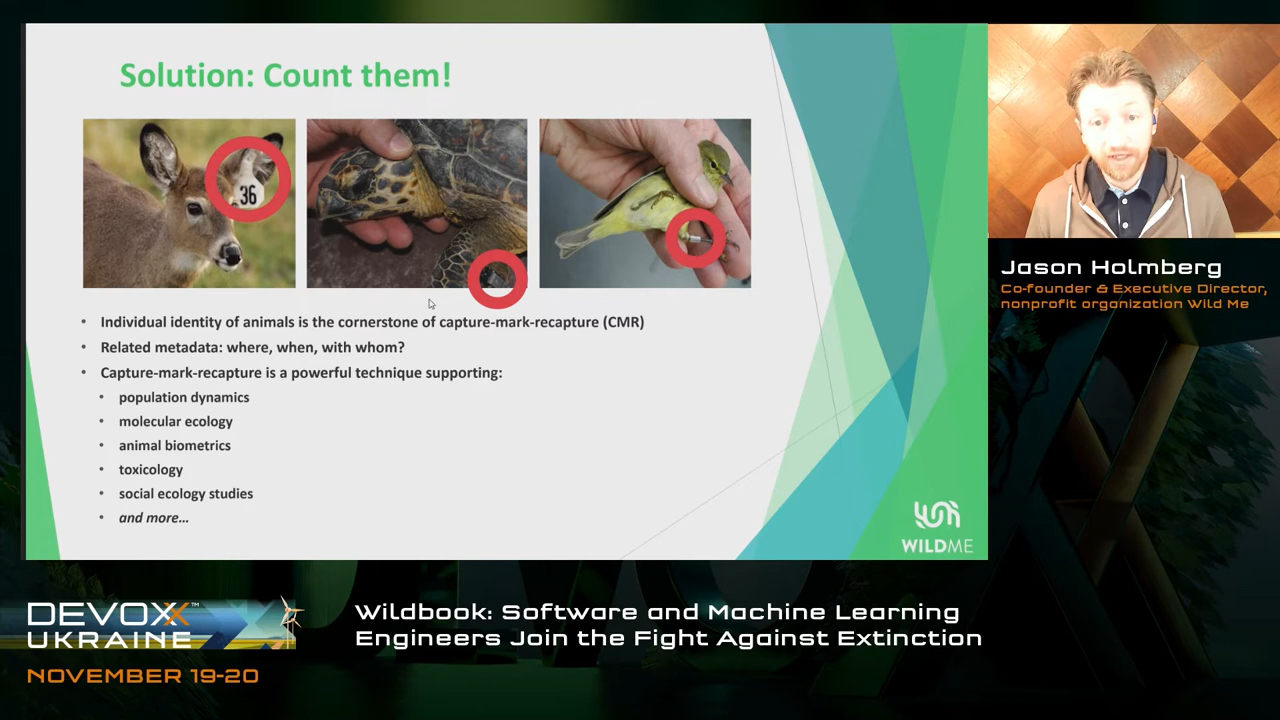 Solution: Count them!
36
• Individual identity of animals is the cornerstone of capture-mark-recapture (CMR)
• Related metadata: where, when, with whom?
• Capture-mark-recapture is a powerful technique supporting:
• population dynamics
• molecular ecology
• animal biometrics
• toxicology
• social ecology studies
• and more…
WILDME
Jason Holmberg
Co-founder & Executive Director,
nonprofit organization Wild Me
DEVOXX™
UKRAINE
NOVEMBER 19-20
Wildbook: Software and Machine Learning
Engineers Join the Fight Against Extinction